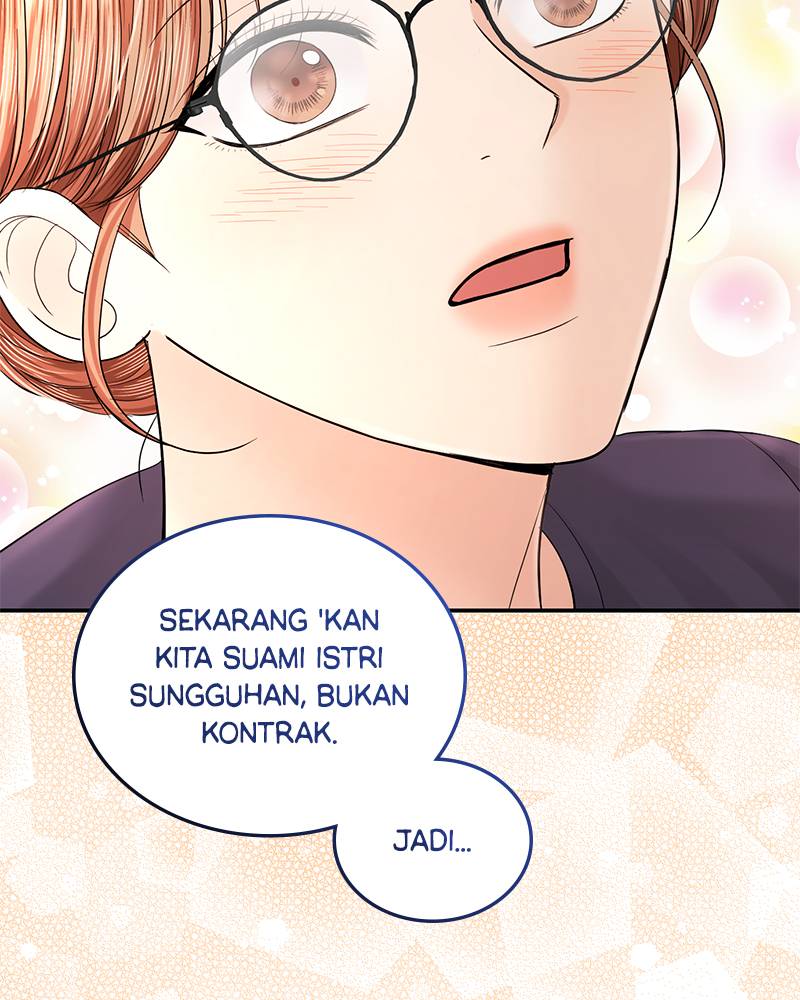 SEKARANG 'KAN
KITA SUAMI ISTRI
SUNGGUHAN, BUKAN
KONTRAK.
JADI...